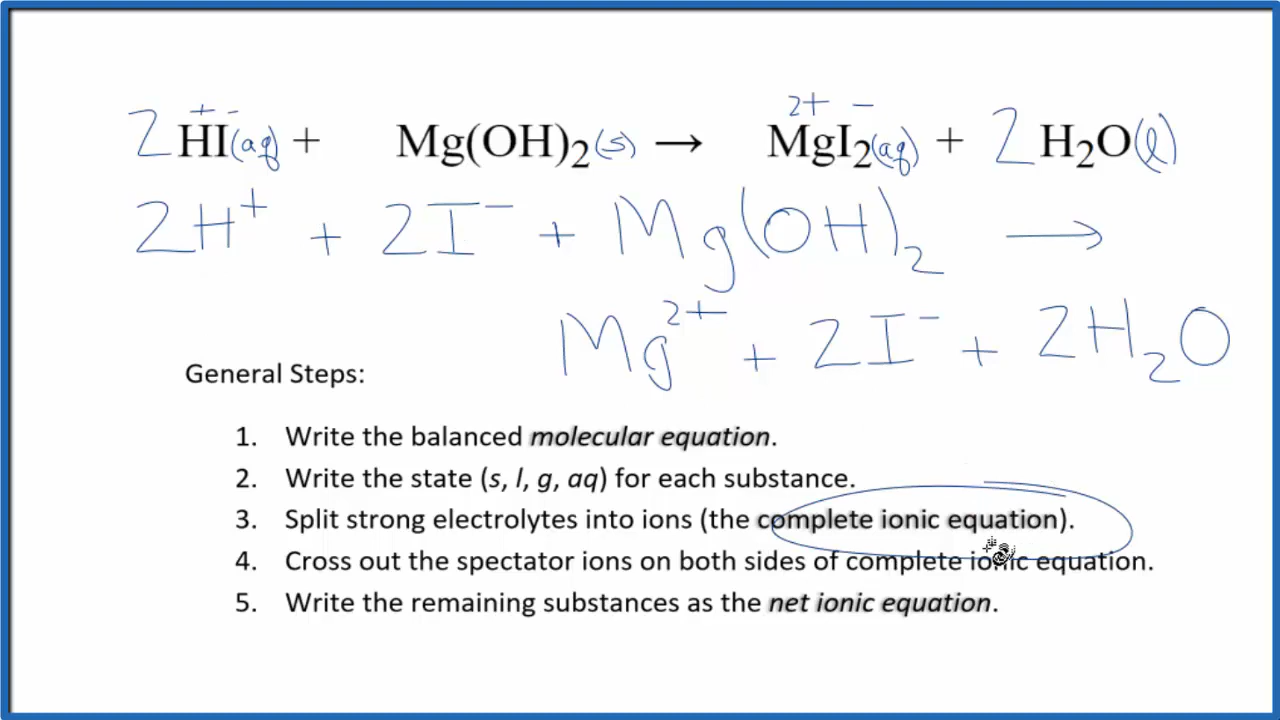 2HI(aq) + Mg(OH)₂(s) → Mg²⁺I⁻₂(aq) + 2H₂O(l)
2H⁺ + 2I⁻ + Mg(OH)₂ →
Mg²⁺ + 2I⁻ + 2H₂O
General Steps:
1. Write the balanced molecular equation.
2. Write the state (s, l, g, aq) for each substance.
3. Split strong electrolytes into ions (the complete ionic equation).
4. Cross out the spectator ions on both sides of complete ionic equation.
5. Write the remaining substances as the net ionic equation.